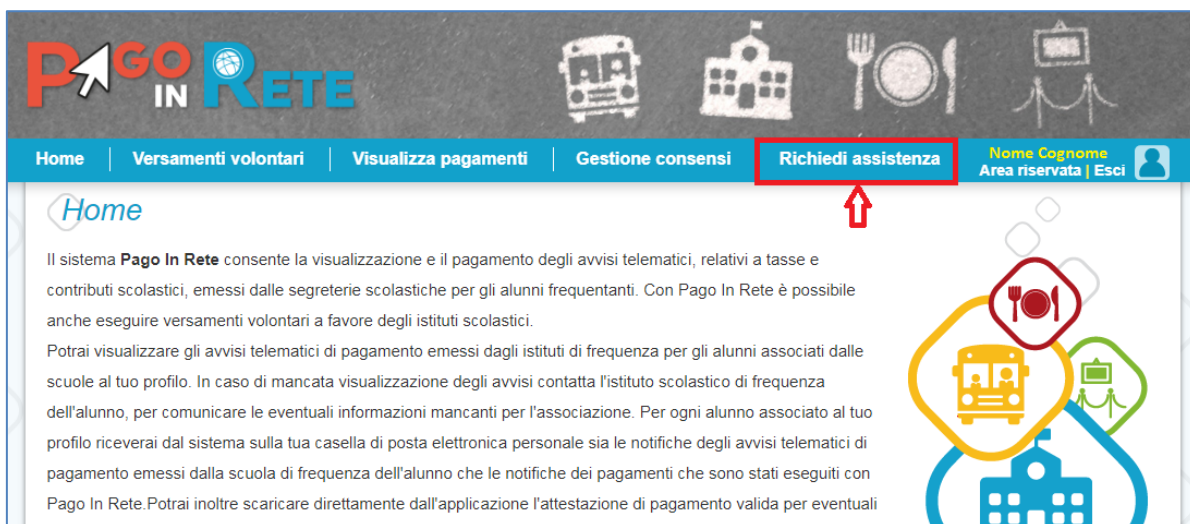 PAGO
IN RETE
Home Versamenti volontari Visualizza pagamenti Gestione consensi Richiedi assistenza Nome Cognome
Area riservata | Esci
Home
Il sistema Pago In Rete consente la visualizzazione e il pagamento degli avvisi telematici, relativi a tasse e
contributi scolastici, emessi dalle segreterie scolastiche per gli alunni frequentanti. Con Pago In Rete è possibile
anche eseguire versamenti volontari a favore degli istituti scolastici.
Potrai visualizzare gli avvisi telematici di pagamento emessi dagli istituti di frequenza per gli alunni associati dalle
scuole al tuo profilo. In caso di mancata visualizzazione degli avvisi contatta l'istituto scolastico di frequenza
dell'alunno, per comunicare le eventuali informazioni mancanti per l'associazione. Per ogni alunno associato al tuo
profilo riceverai dal sistema sulla tua casella di posta elettronica personale sia le notifiche degli avvisi telematici di
pagamento emessi dalla scuola di frequenza dell'alunno che le notifiche dei pagamenti che sono stati eseguiti con
Pago In Rete.Potrai inoltre scaricare direttamente dall'applicazione l'attestazione di pagamento valida per eventuali